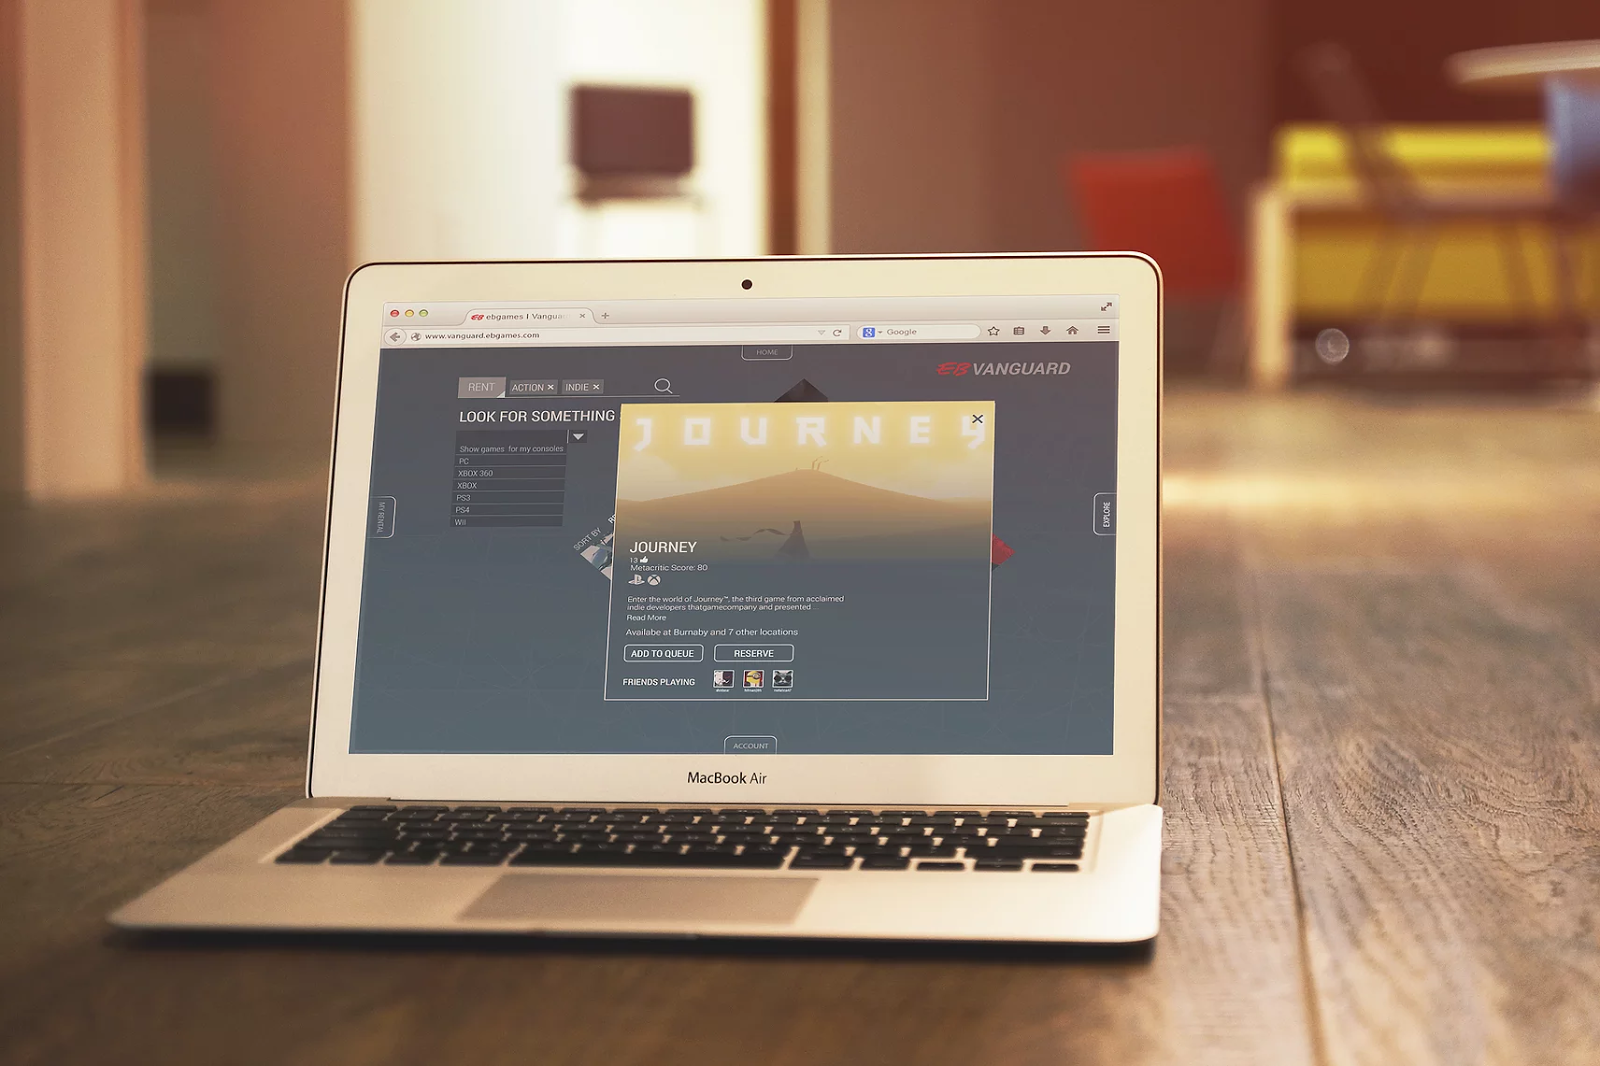 ebgames | Vangua
www.vanguard.ebgames.com
Google
HOME
EB VANGUARD
RENT
ACTION ×
INDIE ×
LOOK FOR SOMETHING
Show games for my consoles
PC
XBOX 360
XBOX
PS3
PS4
Wii
MY RENTAL
EXPLORE
SORT BY
JOURNEY
JOURNEY
13
Metacritic Score: 80
Enter the world of Journey™, the third game from acclaimed
indie developers thatgamecompany and presented...
Read More
Availabe at Burnaby and 7 other locations
ADD TO QUEUE
RESERVE
FRIENDS PLAYING
ACCOUNT
MacBook Air